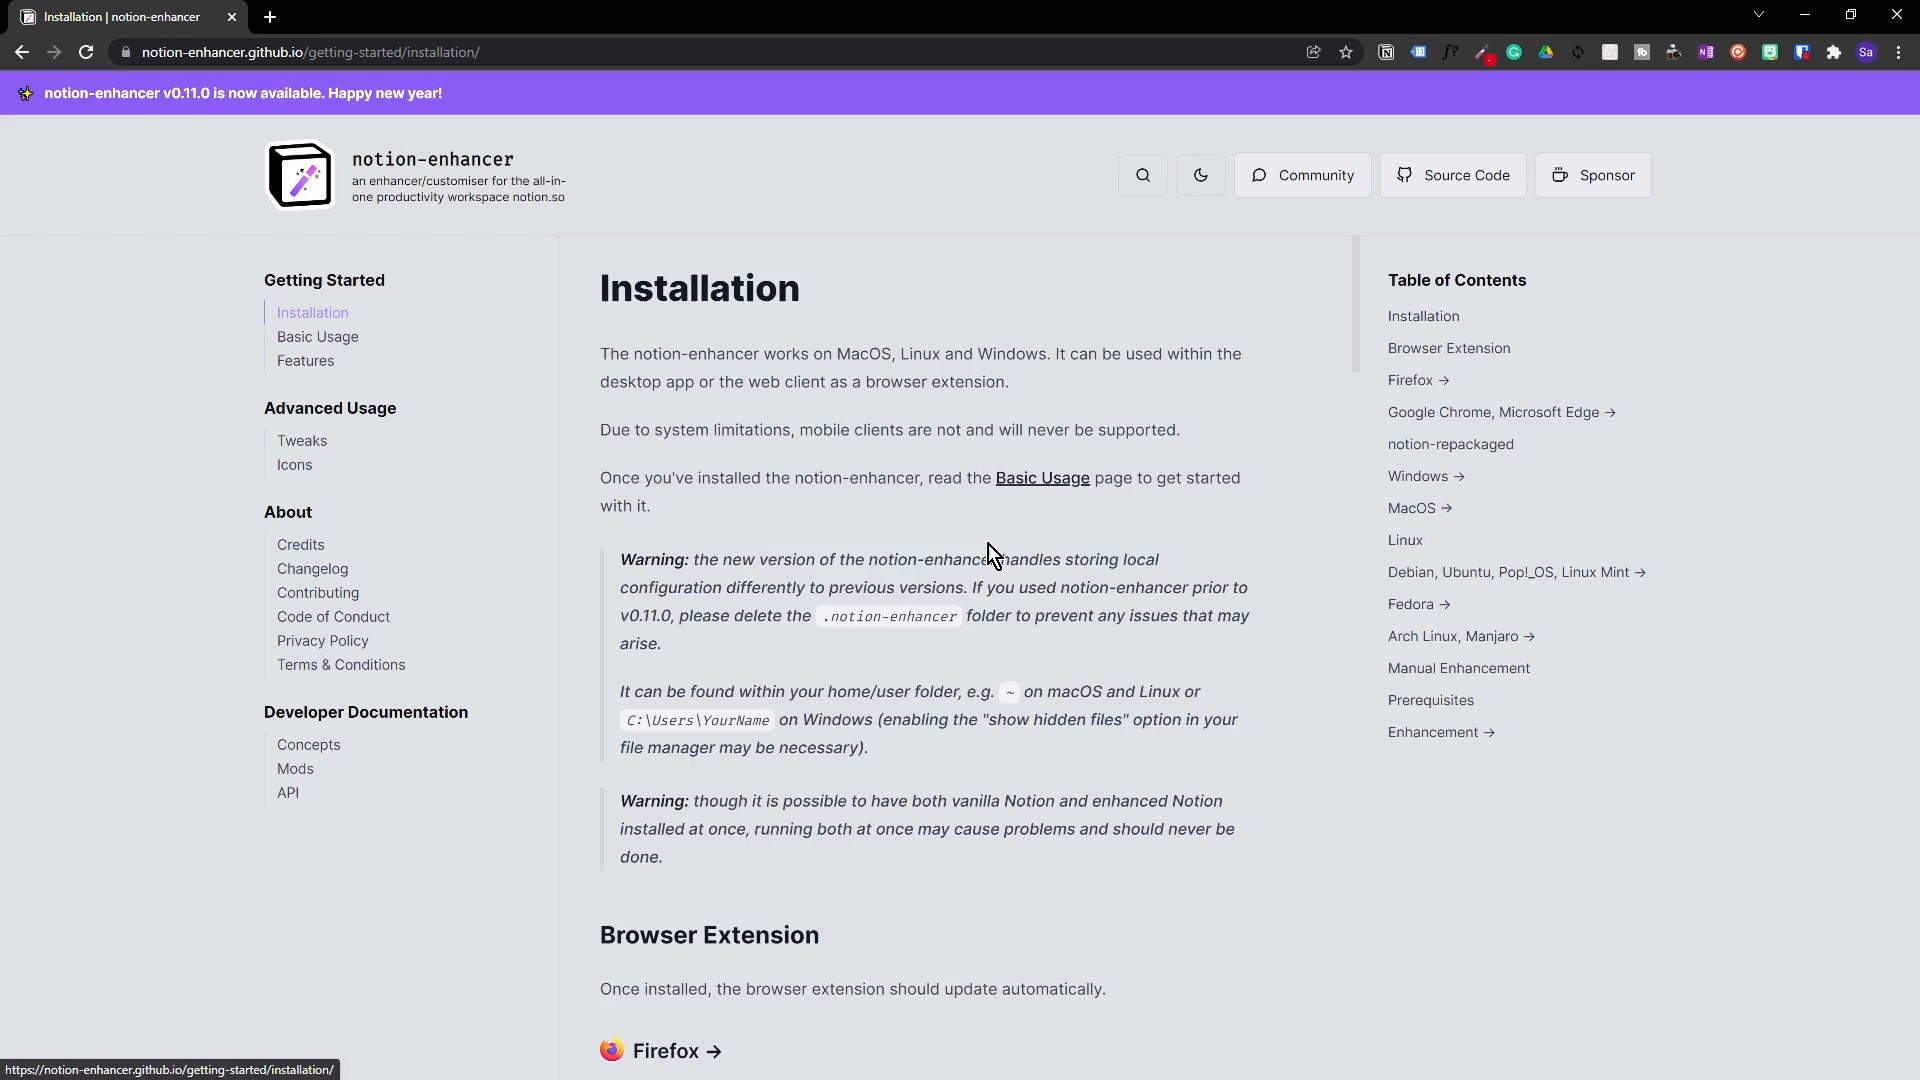 Installation | notion-enhancer
notion-enhancer.github.io/getting-started/installation/
Sa
notion-enhancer v0.11.0 is now available. Happy new year!
notion-enhancer
an enhancer/customiser for the all-in-
one productivity workspace notion.so
Community
Source Code
Sponsor
Getting Started
Installation
Basic Usage
Features
Advanced Usage
Tweaks
Icons
About
Credits
Changelog
Contributing
Code of Conduct
Privacy Policy
Terms & Conditions
Developer Documentation
Concepts
Mods
API
Installation
The notion-enhancer works on MacOS, Linux and Windows. It can be used within the
desktop app or the web client as a browser extension.
Due to system limitations, mobile clients are not and will never be supported.
Once you've installed the notion-enhancer, read the Basic Usage page to get started
with it.
Warning: the new version of the notion-enhancer handles storing local
configuration differently to previous versions. If you used notion-enhancer prior to
v0.11.0, please delete the .notion-enhancer folder to prevent any issues that may
arise.
It can be found within your home/user folder, e.g. ~ on macOS and Linux or
C:\Users\YourName on Windows (enabling the "show hidden files" option in your
file manager may be necessary).
Warning: though it is possible to have both vanilla Notion and enhanced Notion
installed at once, running both at once may cause problems and should never be
done.
Browser Extension
Once installed, the browser extension should update automatically.
Firefox →
Table of Contents
Installation
Browser Extension
Firefox →
Google Chrome, Microsoft Edge →
notion-repackaged
Windows →
MacOS →
Linux
Debian, Ubuntu, Pop!_OS, Linux Mint →
Fedora →
Arch Linux, Manjaro →
Manual Enhancement
Prerequisites
Enhancement →
https://notion-enhancer.github.io/getting-started/installation/